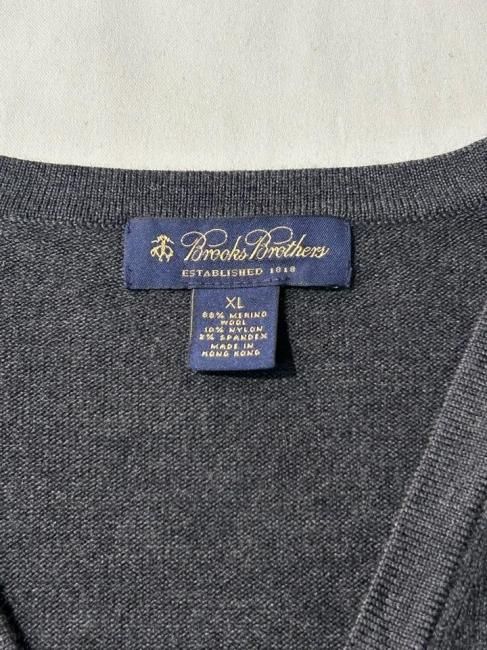 Brooks Brothers
ESTABLISHED 1818
XL
88% MERINO
WOOL
10% NYLON
2% SPANDEX
MADE IN
HONG KONG